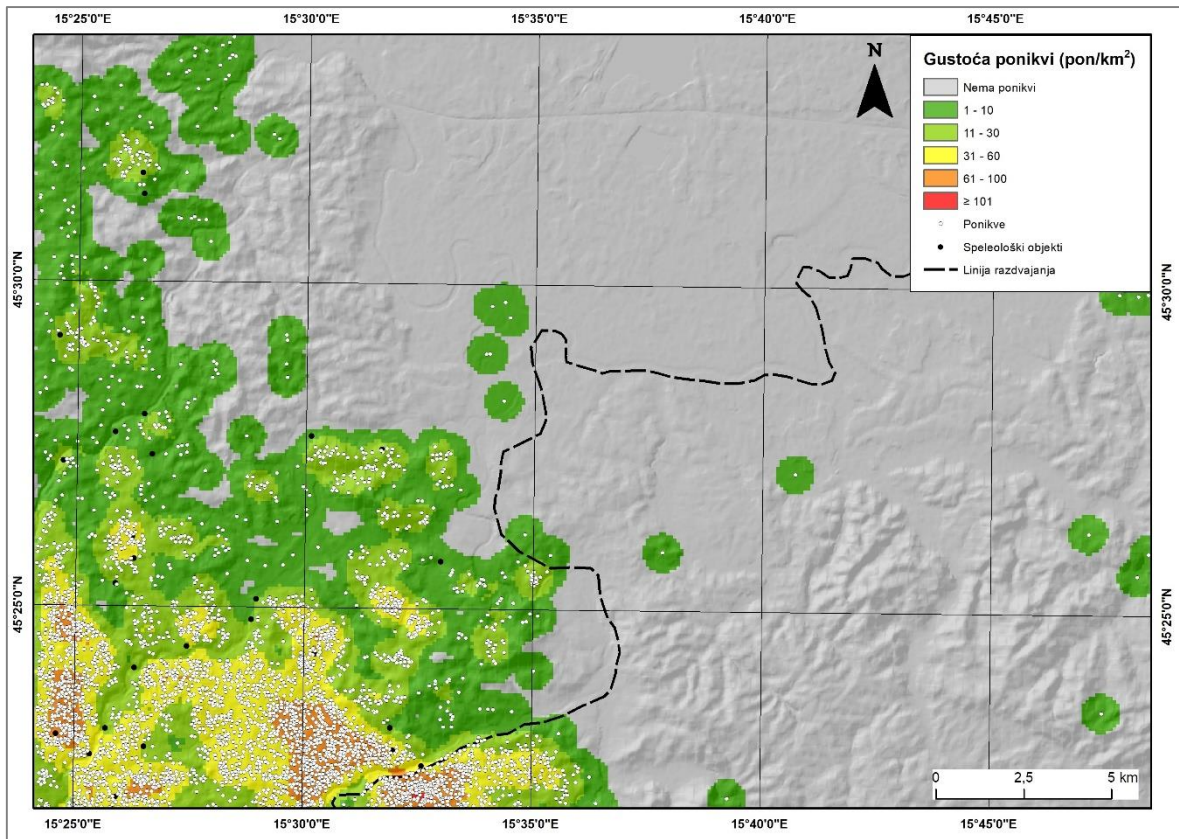 15°25'0"E 15°30'0"E 15°35'0"E 15°40'0"E 15°45'0"E
N
Gustoća ponikvi (pon/km²)
Nema ponikvi
1 - 10
11 - 30
31 - 60
61 - 100
≥ 101
Ponikve
Speleološki objekti
Linija razdvajanja
45°30'0"N 45°30'0"N
45°25'0"N 45°25'0"N
0 2,5 5 km
15°25'0"E 15°30'0"E 15°35'0"E 15°40'0"E 15°45'0"E